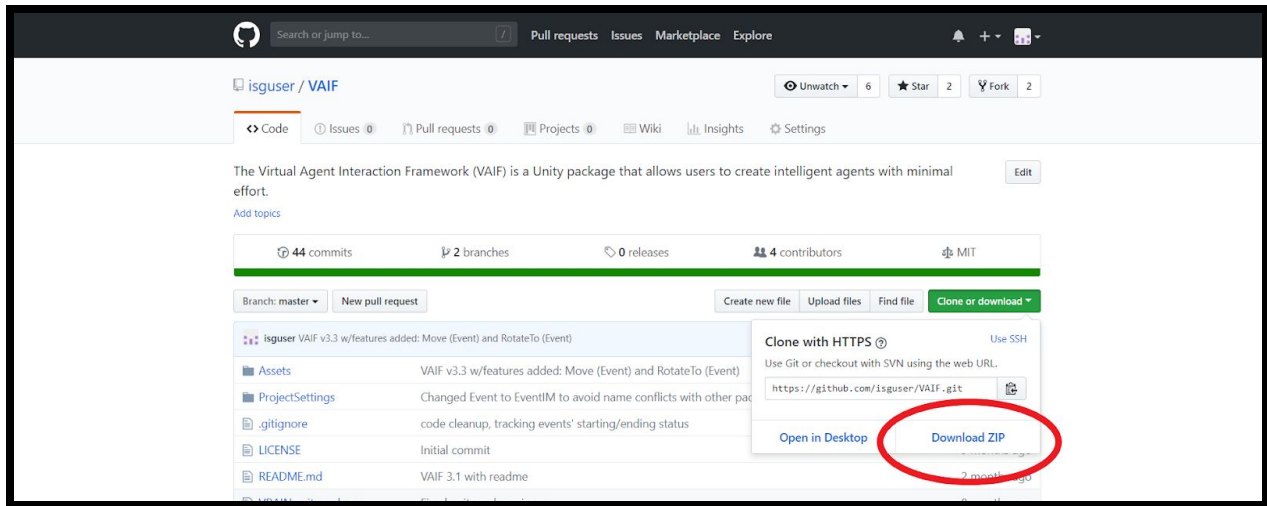 Search or jump to... / Pull requests Issues Marketplace Explore
isguser / VAIF Unwatch 6 Star 2 Fork 2
Code Issues 0 Pull requests 0 Projects 0 Wiki Insights Settings
The Virtual Agent Interaction Framework (VAIF) is a Unity package that allows users to create intelligent agents with minimal Edit
effort.
Add topics
44 commits 2 branches 0 releases 4 contributors MIT
Branch: master New pull request Create new file Upload files Find file Clone or download
isguser VAIF v3.3 w/features added: Move (Event) and RotateTo (Event)
Clone with HTTPS Use SSH
Use Git or checkout with SVN using the web URL.
https://github.com/isguser/VAIF.git
Open in Desktop Download ZIP
Assets VAIF v3.3 w/features added: Move (Event) and RotateTo (Event)
ProjectSettings Changed Event to EventIM to avoid name conflicts with other pac
.gitignore code cleanup, tracking events' starting/ending status
LICENSE Initial commit
README.md VAIF 3.1 with readme 2 months ago